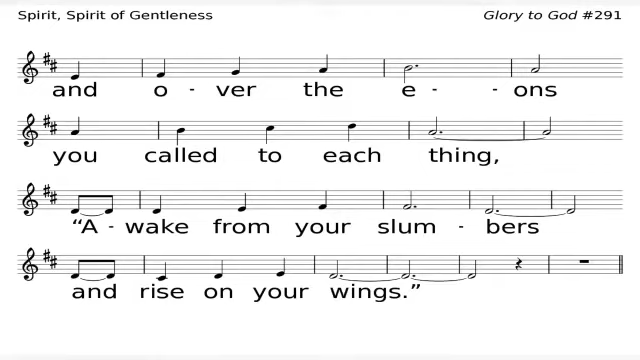 Spirit, Spirit of Gentleness
Glory to God #291
and o - ver the e - - ons
you called to each thing,
“A - wake from your slum - bers
and rise on your wings.”